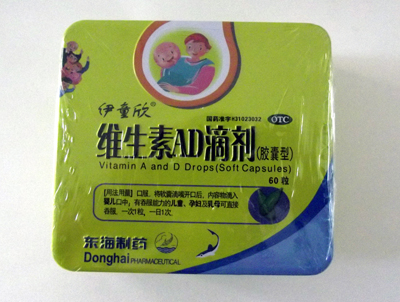 伊童欣®
国药准字H31023032
OTC
维生素AD滴剂(胶囊型)
Vitamin A and D Drops(Soft Capsules)
60粒
【用法用量】口服，将软囊滴嘴开口后，内容物滴入
婴儿口中，有吞服能力的儿童、孕妇及乳母可直接
吞服，一次1粒，一日1次。
东海制药
Donghai PHARMACEUTICAL